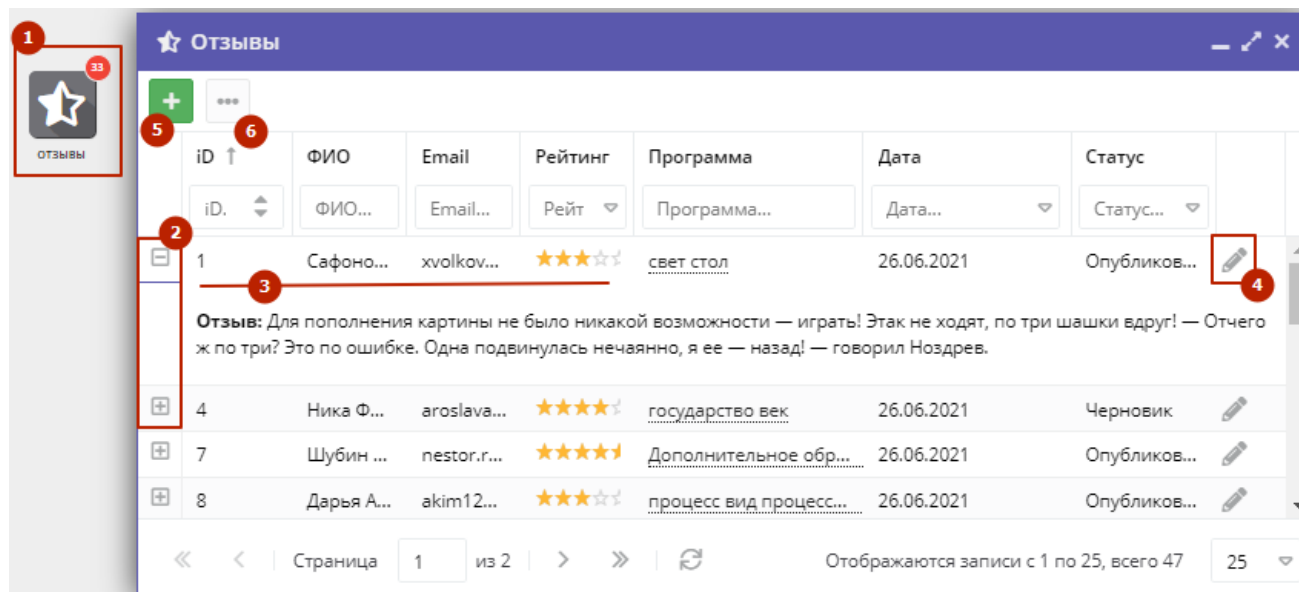 1
33
отзывы
Отзывы
5
6
iD ↑ ФИО Email Рейтинг Программа Дата Статус
iD. ФИО... Email... Рейт Программа... Дата... Статус...
2
1 Сафоно... xvolkov... свет стол 26.06.2021 Опубликов...
3
4
Отзыв: Для пополнения картины не было никакой возможности — играть! Этак не ходят, по три шашки вдруг! — Отчего
ж по три? Это по ошибке. Одна подвинулась нечаянно, я ее — назад! — говорил Ноздрев.
4 Ника Ф... aroslava... государство век 26.06.2021 Черновик
7 Шубин ... nestor.r... Дополнительное обр... 26.06.2021 Опубликов...
8 Дарья А... akim12... процесс вид процесс... 26.06.2021 Опубликов...
Страница 1 из 2 Отображаются записи с 1 по 25, всего 47 25